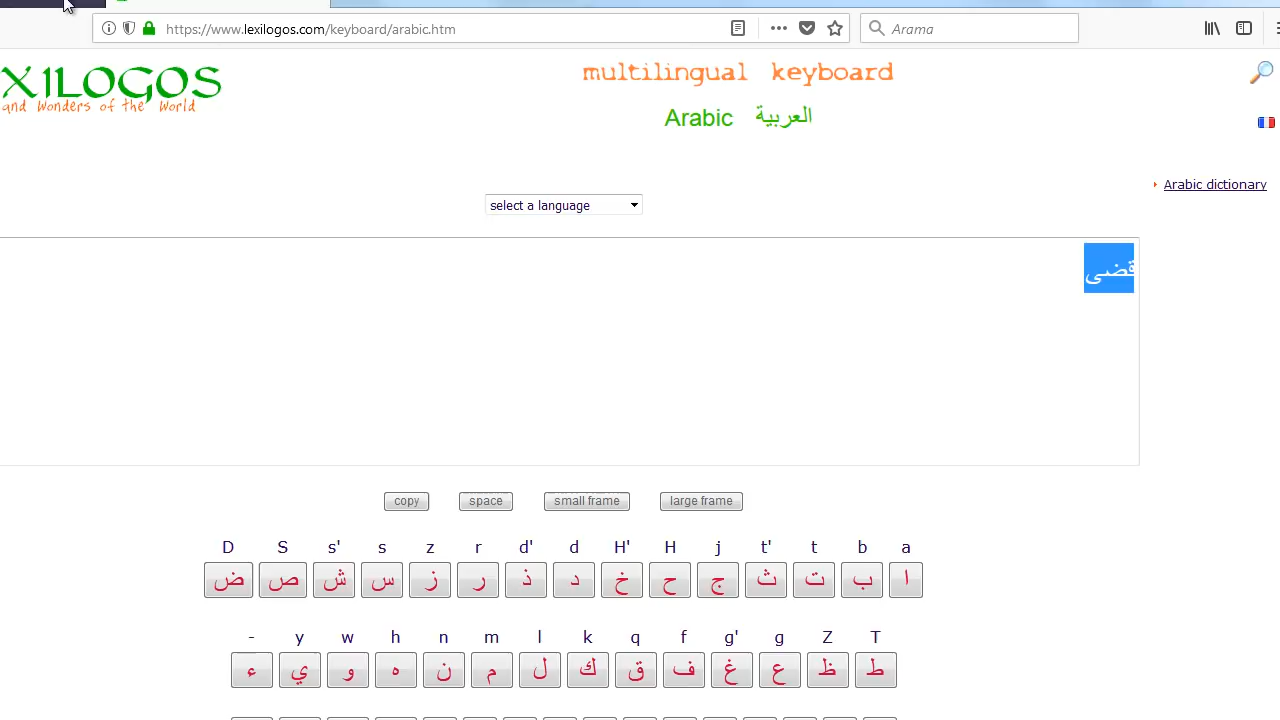 https://www.lexilogos.com/keyboard/arabic.htm
Arama
XILOGOS
and Wonders of the World
multilingual keyboard
Arabic العربية
Arabic dictionary
select a language
قضى
copy space small frame large frame
D S s' s z r d' d H' H j t' t b a
ض ص ش س ز ر ذ د خ ح ج ث ت ب ا
- y w h n m l k q f g' g Z T
ء ي و ه ن م ل ك ق ف غ ع ظ ط